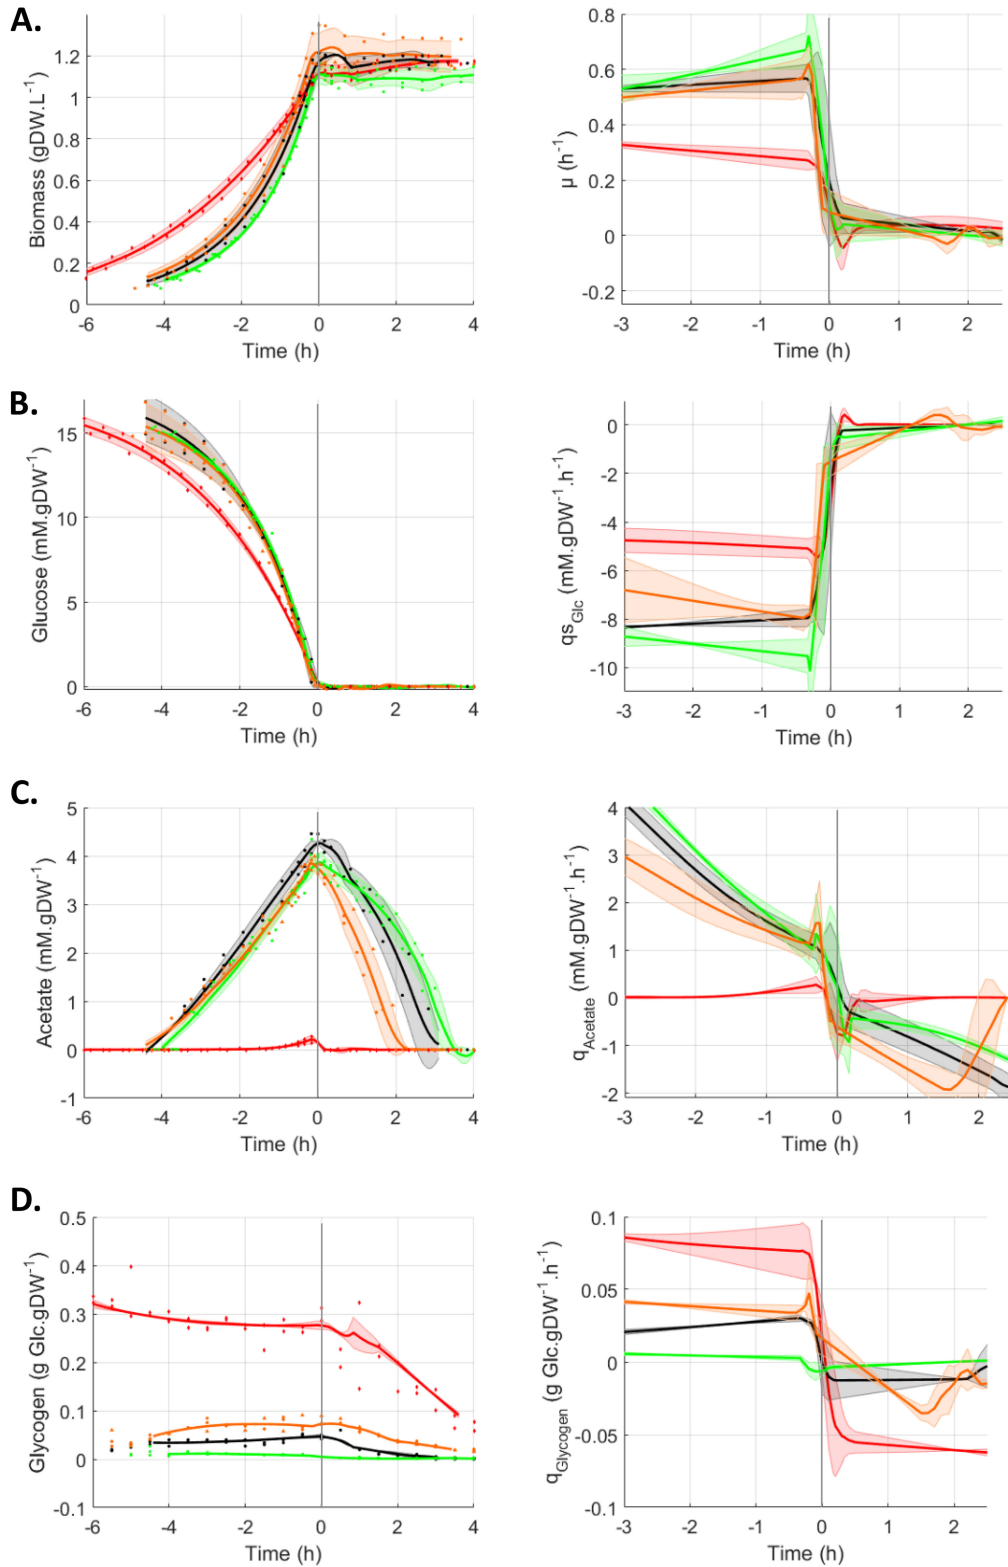 A.
Biomass (gDW.L-1)
1.2
1
0.8
0.6
0.4
0.2
0
-6 -4 -2 0 2 4
Time (h)
µ (h-1)
0.8
0.6
0.4
0.2
0
-0.2
-3 -2 -1 0 1 2
Time (h)
B.
Glucose (mM.gDW-1)
15
10
5
0
-6 -4 -2 0 2 4
Time (h)
qsGlc (mM.gDW-1.h-1)
0
-2
-4
-6
-8
-10
-3 -2 -1 0 1 2
Time (h)
C.
Acetate (mM.gDW-1)
5
4
3
2
1
0
-1
-6 -4 -2 0 2 4
Time (h)
qAcetate (mM.gDW-1.h-1)
4
3
2
1
0
-1
-2
-3 -2 -1 0 1 2
Time (h)
D.
Glycogen (g Glc.gDW-1)
0.5
0.4
0.3
0.2
0.1
0
-0.1
-6 -4 -2 0 2 4
Time (h)
qGlycogen (g Glc.gDW-1.h-1)
0.1
0.05
0
-0.05
-0.1
-3 -2 -1 0 1 2
Time (h)